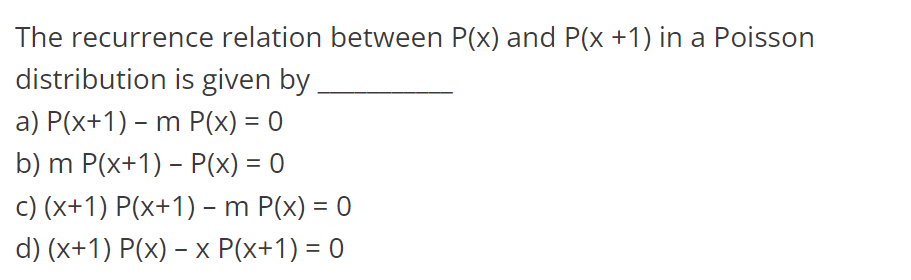 The recurrence relation between P(x) and P(x +1) in a Poisson
distribution is given by ___________
a) P(x+1) – m P(x) = 0
b) m P(x+1) – P(x) = 0
c) (x+1) P(x+1) – m P(x) = 0
d) (x+1) P(x) – x P(x+1) = 0